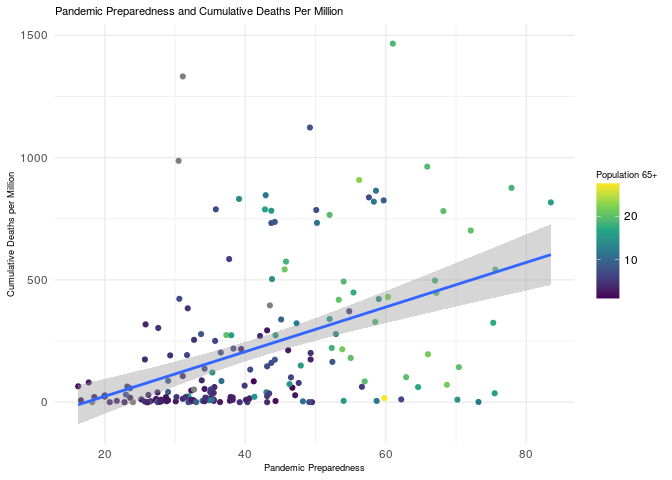 Pandemic Preparedness and Cumulative Deaths Per Million
1500
1000
500
0
Cumulative Deaths per Million
20 40 60 80
Pandemic Preparedness
Population 65+
20
10